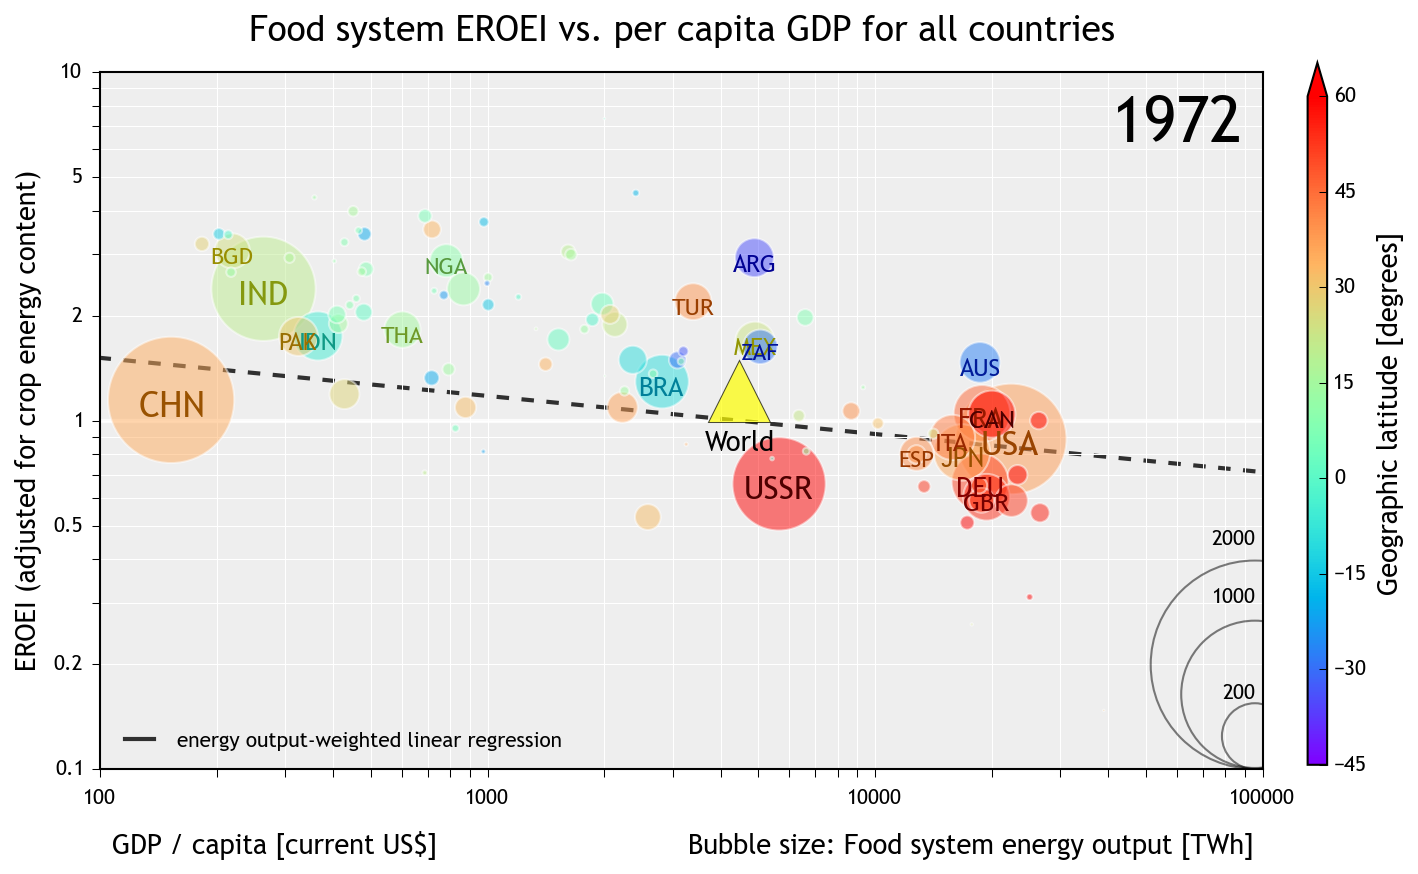 Food system EROEI vs. per capita GDP for all countries
1972
EROEI (adjusted for crop energy content)
10
5
2
1
0.5
0.2
0.1
BGD
IND
PAK
IDN
CHN
THA
NGA
TUR
ARG
MEX
ZAF
BRA
World
USSR
AUS
FRA
CAN
ITA
USA
ESP
JPN
DEU
GBR
2000
1000
200
energy output-weighted linear regression
100
1000
10000
100000
GDP / capita [current US$]
Bubble size: Food system energy output [TWh]
60
45
30
15
0
−15
−30
−45
Geographic latitude [degrees]